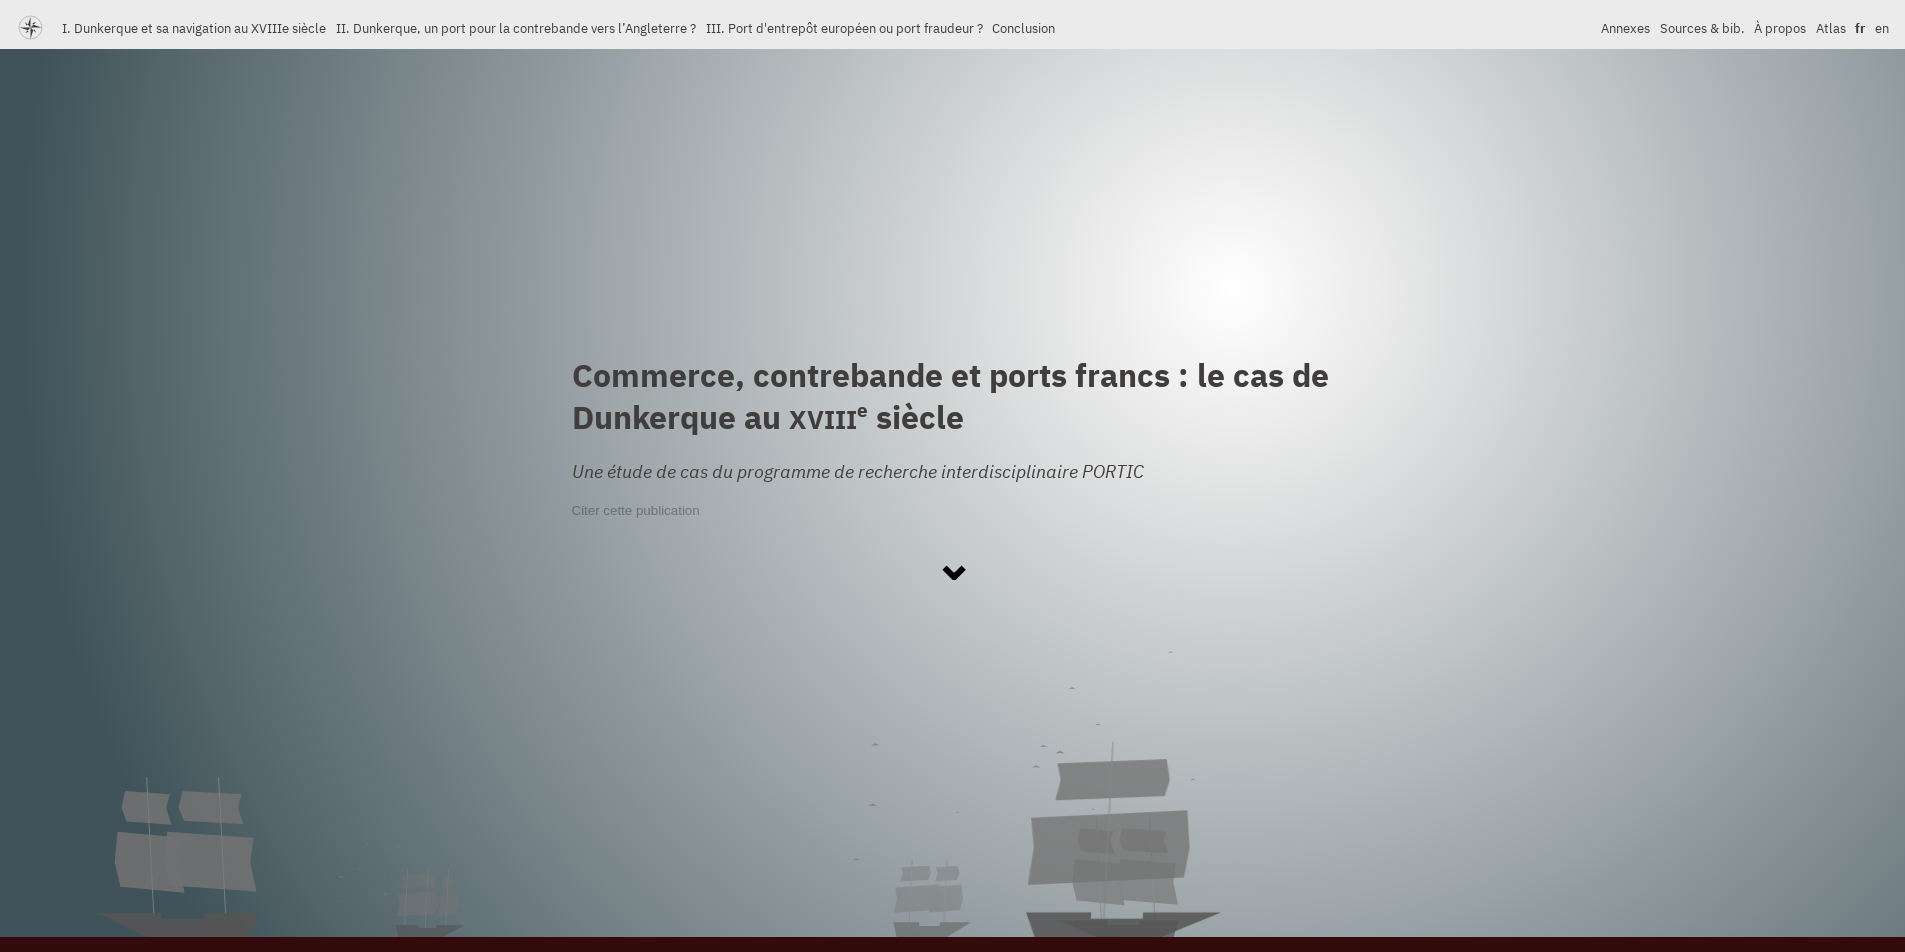 I. Dunkerque et sa navigation au XVIIIe siècle II. Dunkerque, un port pour la contrebande vers l’Angleterre ? III. Port d'entrepôt européen ou port fraudeur ? Conclusion Annexes Sources & bib. À propos Atlas fr en
Commerce, contrebande et ports francs : le cas de
Dunkerque au XVIIIe siècle
Une étude de cas du programme de recherche interdisciplinaire PORTIC
Citer cette publication